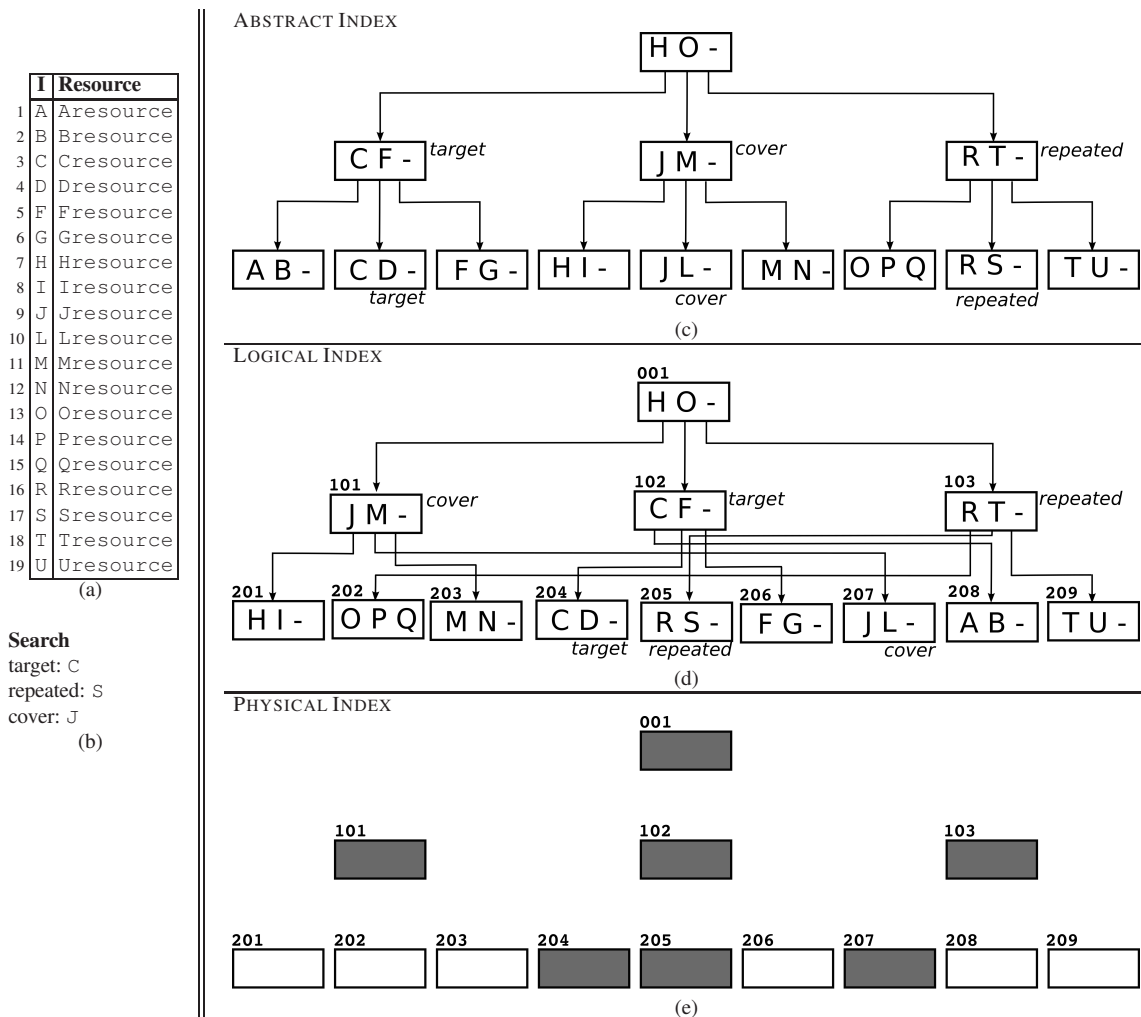 I Resource
1 A Aresource
2 B Bresource
3 C Cresource
4 D Dresource
5 F Fresource
6 G Gresource
7 H Hresource
8 I Iresource
9 J Jresource
10 L Lresource
11 M Mresource
12 N Nresource
13 O Oresource
14 P Presource
15 Q Qresource
16 R Rresource
17 S Sresource
18 T Tresource
19 U Uresource
(a)
Search
target: C
repeated: S
cover: J
(b)
ABSTRACT INDEX
H O -
C F - target J M - cover R T - repeated
A B - C D - F G - H I - J L - M N - O P Q R S - T U -
target cover repeated
(c)
LOGICAL INDEX
001
H O -
101 102 103
J M - cover C F - target R T - repeated
201 202 203 204 205 206 207 208 209
H I - O P Q M N - C D - R S - F G - J L - A B - T U -
target repeated cover
(d)
PHYSICAL INDEX
001
101 102 103
201 202 203 204 205 206 207 208 209
(e)